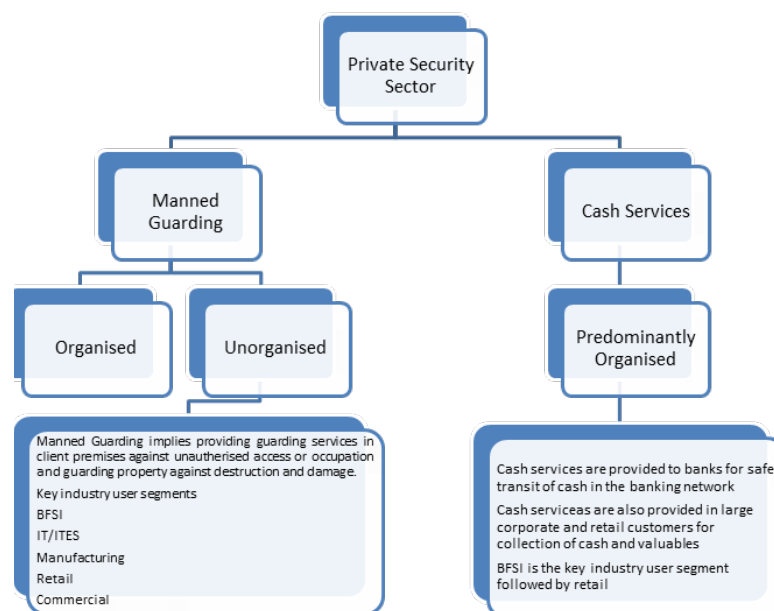 Private Security
Sector
Manned
Guarding
Cash Services
Organised
Unorganised
Predominantly
Organised
Manned Guarding implies providing guarding services in
client premises against unautherised access or occupation
and guarding property against destruction and damage.
Key industry user segments
BFSI
IT/ITES
Manufacturing
Retail
Commercial
Cash services are provided to banks for safe
transit of cash in the banking network
Cash serviceas are also provided in large
corporate and retail customers for
collection of cash and valuables
BFSI is the key industry user segment
followed by retail